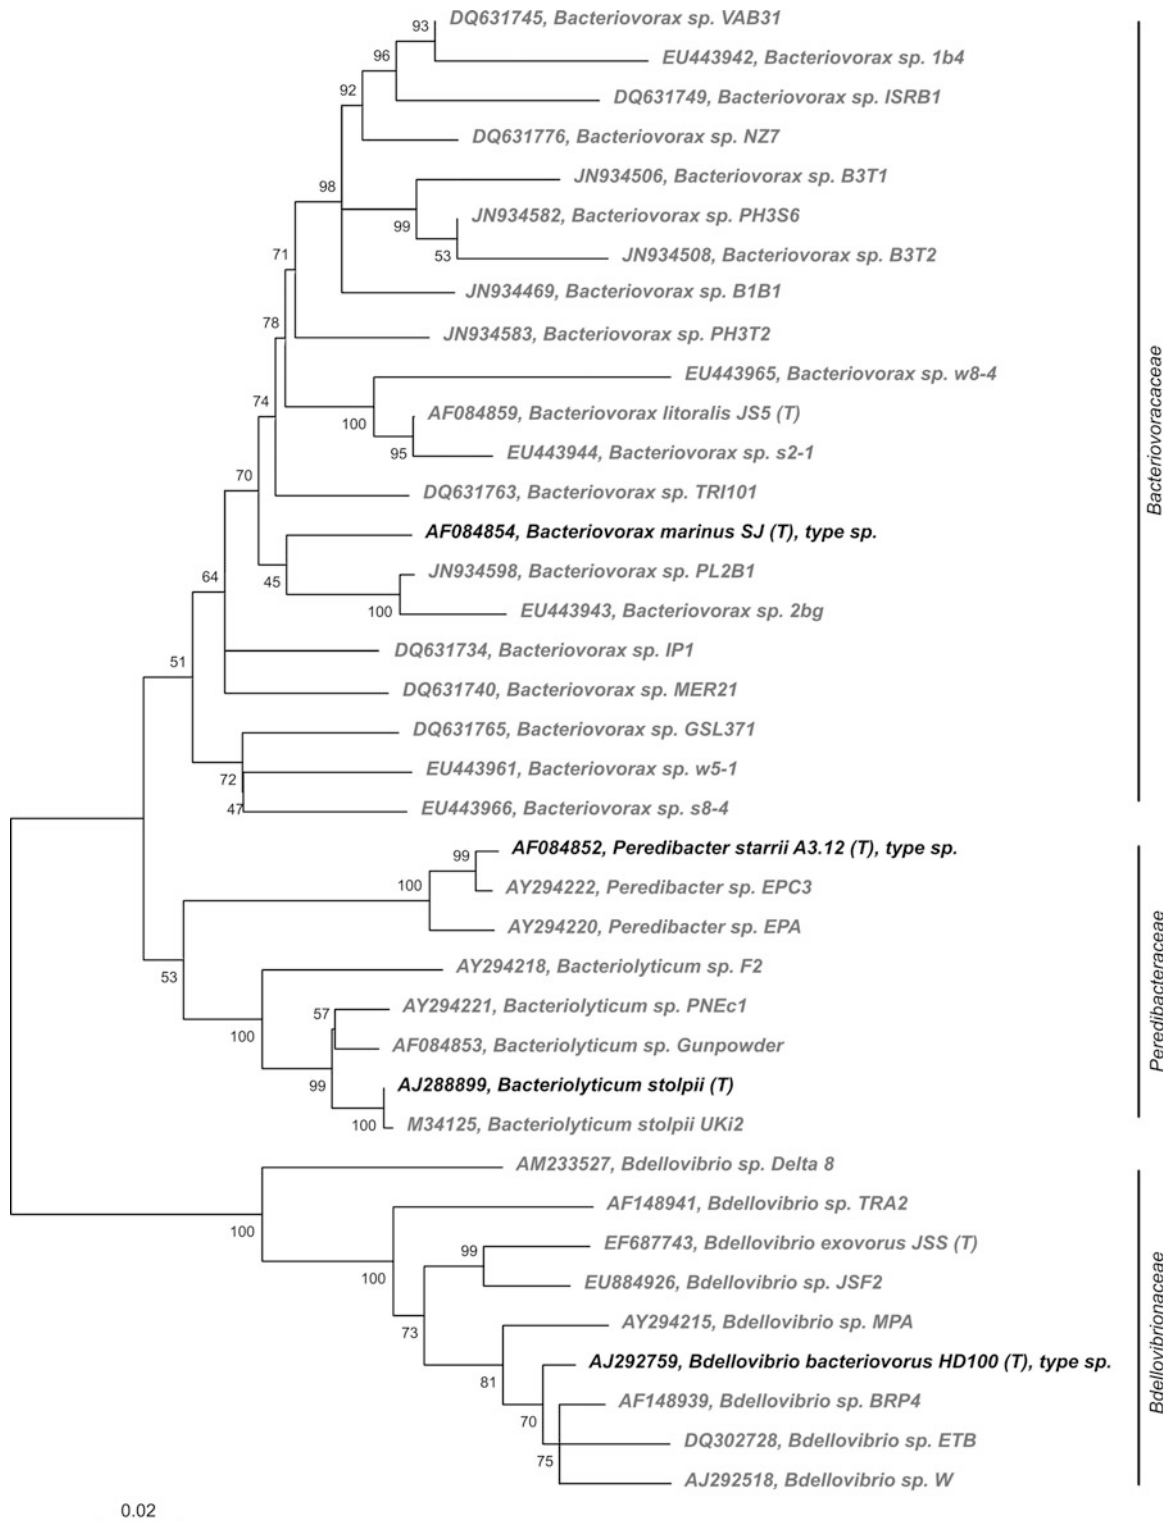 DQ631745, Bacteriovorax sp. VAB31
93
EU443942, Bacteriovorax sp. 1b4
96
DQ631749, Bacteriovorax sp. ISRB1
92
DQ631776, Bacteriovorax sp. NZ7
JN934506, Bacteriovorax sp. B3T1
98
JN934582, Bacteriovorax sp. PH3S6
99
JN934508, Bacteriovorax sp. B3T2
53
71
JN934469, Bacteriovorax sp. B1B1
78
JN934583, Bacteriovorax sp. PH3T2
EU443965, Bacteriovorax sp. w8-4
74
AF084859, Bacteriovorax litoralis JS5 (T)
100
EU443944, Bacteriovorax sp. s2-1
95
70
DQ631763, Bacteriovorax sp. TRI101
AF084854, Bacteriovorax marinus SJ (T), type sp.
64
45
JN934598, Bacteriovorax sp. PL2B1
100
EU443943, Bacteriovorax sp. 2bg
51
DQ631734, Bacteriovorax sp. IP1
DQ631740, Bacteriovorax sp. MER21
DQ631765, Bacteriovorax sp. GSL371
72
EU443961, Bacteriovorax sp. w5-1
47
EU443966, Bacteriovorax sp. s8-4
Bacteriovoracaceae
99
AF084852, Peredibacter starrii A3.12 (T), type sp.
100
AY294222, Peredibacter sp. EPC3
AY294220, Peredibacter sp. EPA
53
AY294218, Bacteriolyticum sp. F2
57
AY294221, Bacteriolyticum sp. PNEc1
100
AF084853, Bacteriolyticum sp. Gunpowder
99
AJ288899, Bacteriolyticum stolpii (T)
100
M34125, Bacteriolyticum stolpii UKi2
Peredibacteraceae
AM233527, Bdellovibrio sp. Delta 8
100
AF148941, Bdellovibrio sp. TRA2
99
EF687743, Bdellovibrio exovorus JSS (T)
100
EU884926, Bdellovibrio sp. JSF2
73
AY294215, Bdellovibrio sp. MPA
81
AJ292759, Bdellovibrio bacteriovorus HD100 (T), type sp.
70
AF148939, Bdellovibrio sp. BRP4
DQ302728, Bdellovibrio sp. ETB
75
AJ292518, Bdellovibrio sp. W
Bdellovibrionaceae
0.02